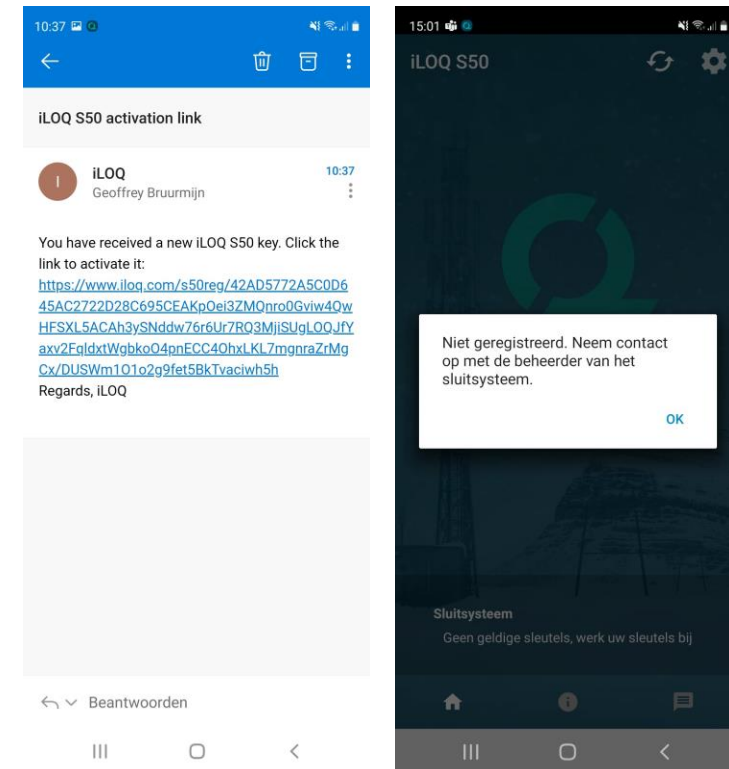 10:37
iLOQ S50 activation link
I
iLOQ
10:37
Geoffrey Bruurmijn
You have received a new iLOQ S50 key. Click the
link to activate it:
https://www.iloq.com/s50reg/42AD5772A5C0D6
45AC2722D28C695CEAKpOei3ZMQnro0Gviw4Qw
HFSXL5ACAh3ySNddw76r6Ur7RQ3MjiSUgLOQJfY
axv2FqldxtWgbkoO4pnECC4OhxLKL7mgnraZrMg
Cx/DUSWm1O1o2g9fet5BkTvaciwh5h
Regards, iLOQ
Beantwoorden
15:01
iLOQ S50
Niet geregistreerd. Neem contact
op met de beheerder van het
sluitsysteem.
OK
Sluitsysteem
Geen geldige sleutels, werk uw sleutels bij